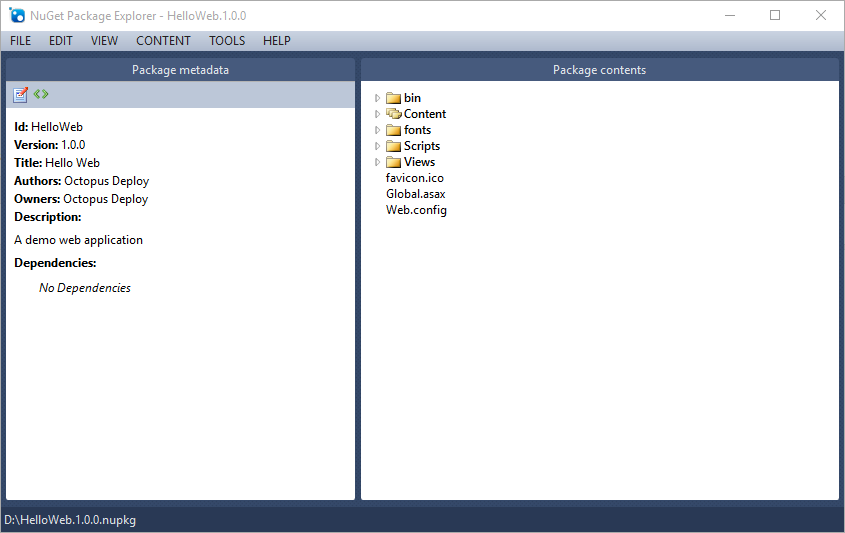 NuGet Package Explorer - HelloWeb.1.0.0
FILE EDIT VIEW CONTENT TOOLS HELP
Package metadata
Id: HelloWeb
Version: 1.0.0
Title: Hello Web
Authors: Octopus Deploy
Owners: Octopus Deploy
Description:
A demo web application
Dependencies:
No Dependencies
Package contents
bin
Content
fonts
Scripts
Views
favicon.ico
Global.asax
Web.config
D:\HelloWeb.1.0.0.nupkg